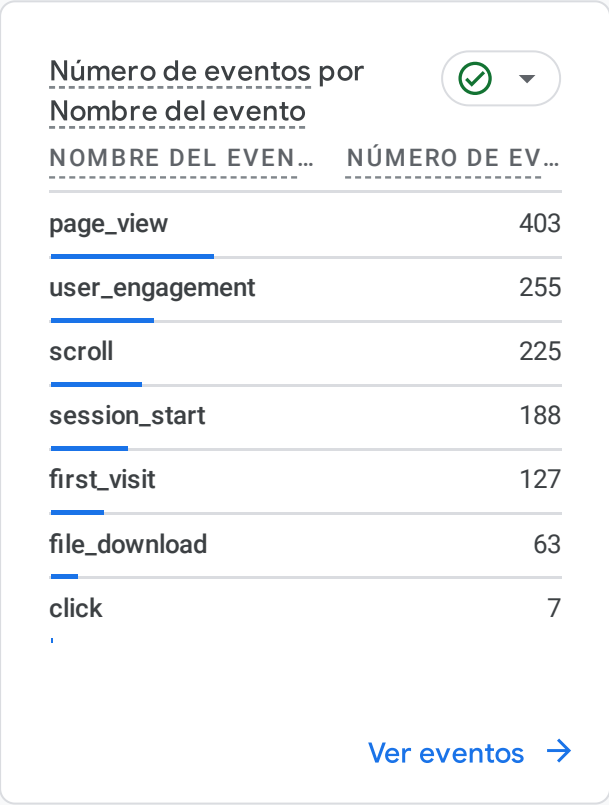 Número de eventos por
Nombre del evento
NOMBRE DEL EVEN… NÚMERO DE EV…
page_view 403
user_engagement 255
scroll 225
session_start 188
first_visit 127
file_download 63
click 7
Ver eventos →